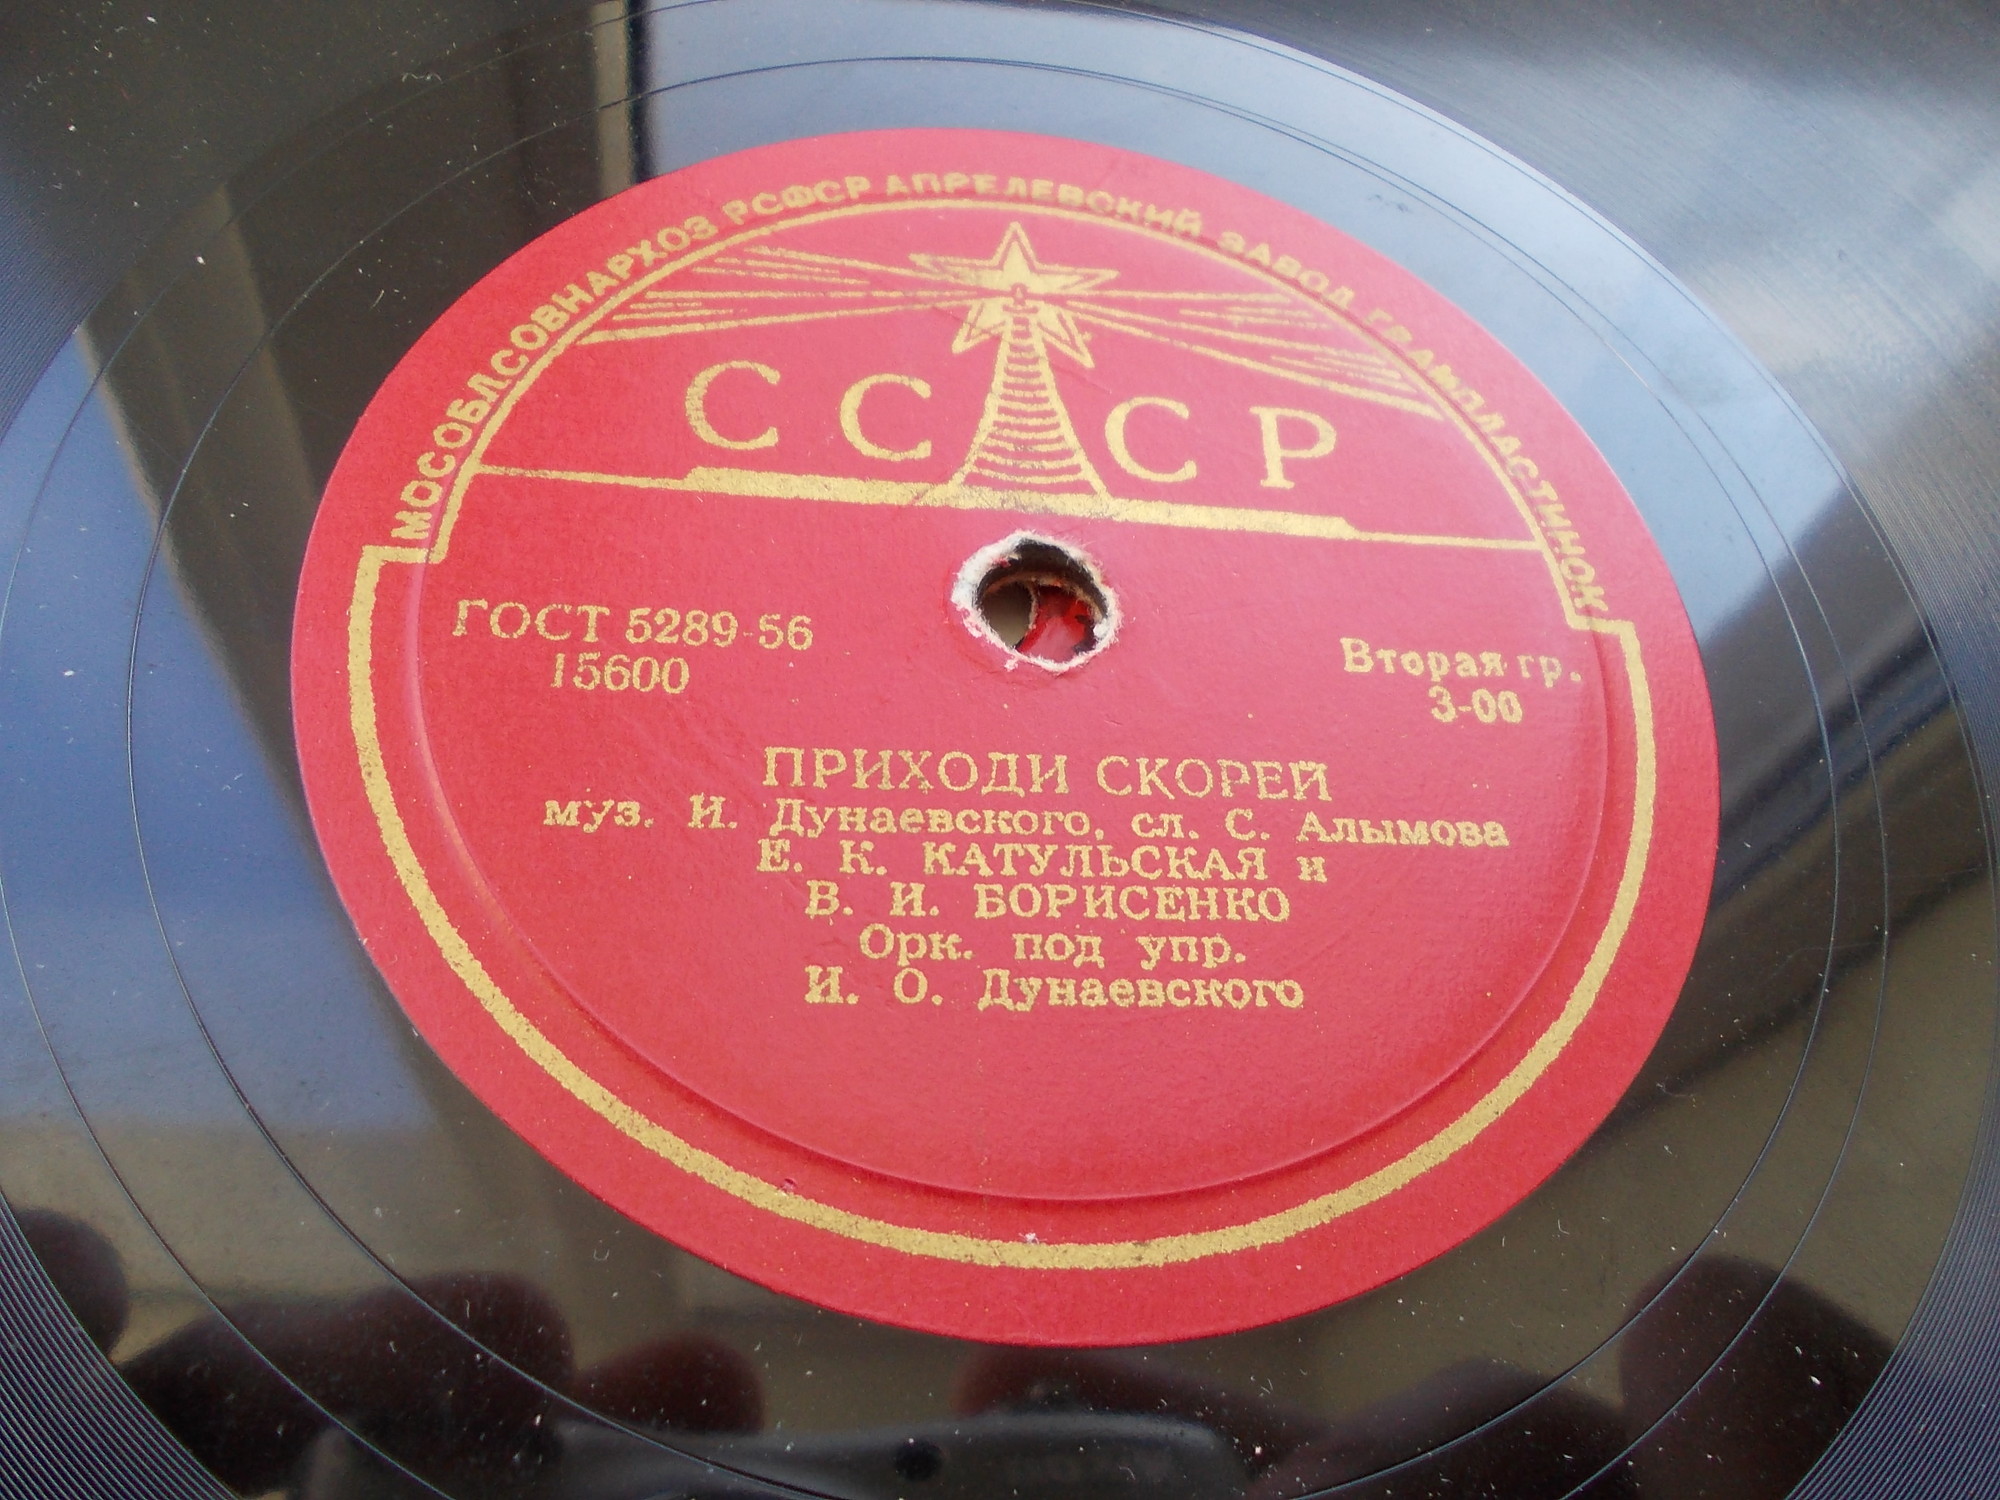 МОСОБЛСОВНАРХОЗ РСФСР АПРЕЛЕВСКИЙ ЗАВОД ГРАМПЛАСТИНОК
СССР
ГОСТ 5289-56
15600
Вторая гр.
3-00
ПРИХОДИ СКОРЕЙ
муз. И. Дунаевского, сл. С. Алымова
Е. К. КАТУЛЬСКАЯ и
В. И. БОРИСЕНКО
Орк. под упр.
И. О. Дунаевского